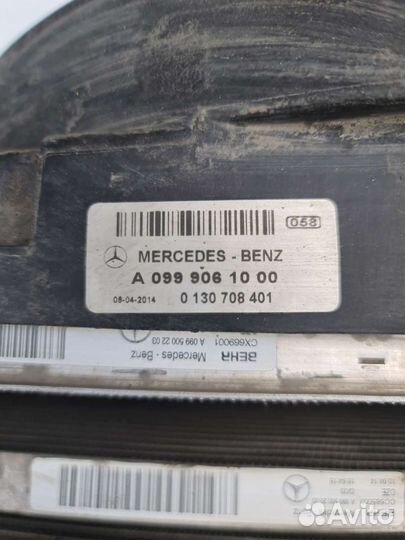 058
MERCEDES - BENZ
A 099 906 10 00
08-04-2014 0 130 708 401
BEHR Mercedes - Benz
CX669001 A 099 500 22 03
Avito